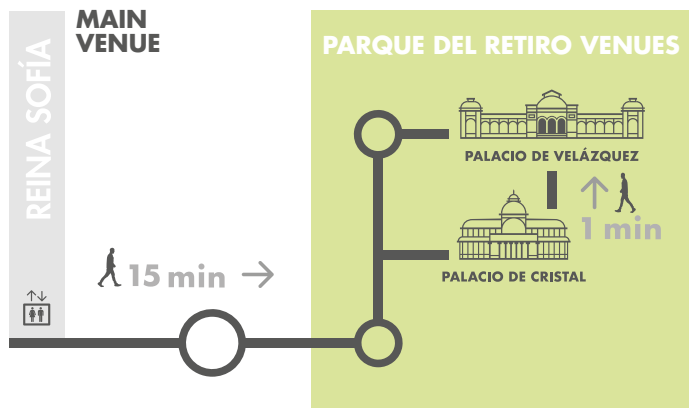 MAIN
VENUE
REINA SOFÍA
15 min
PARQUE DEL RETIRO VENUES
PALACIO DE VELÁZQUEZ
1 min
PALACIO DE CRISTAL